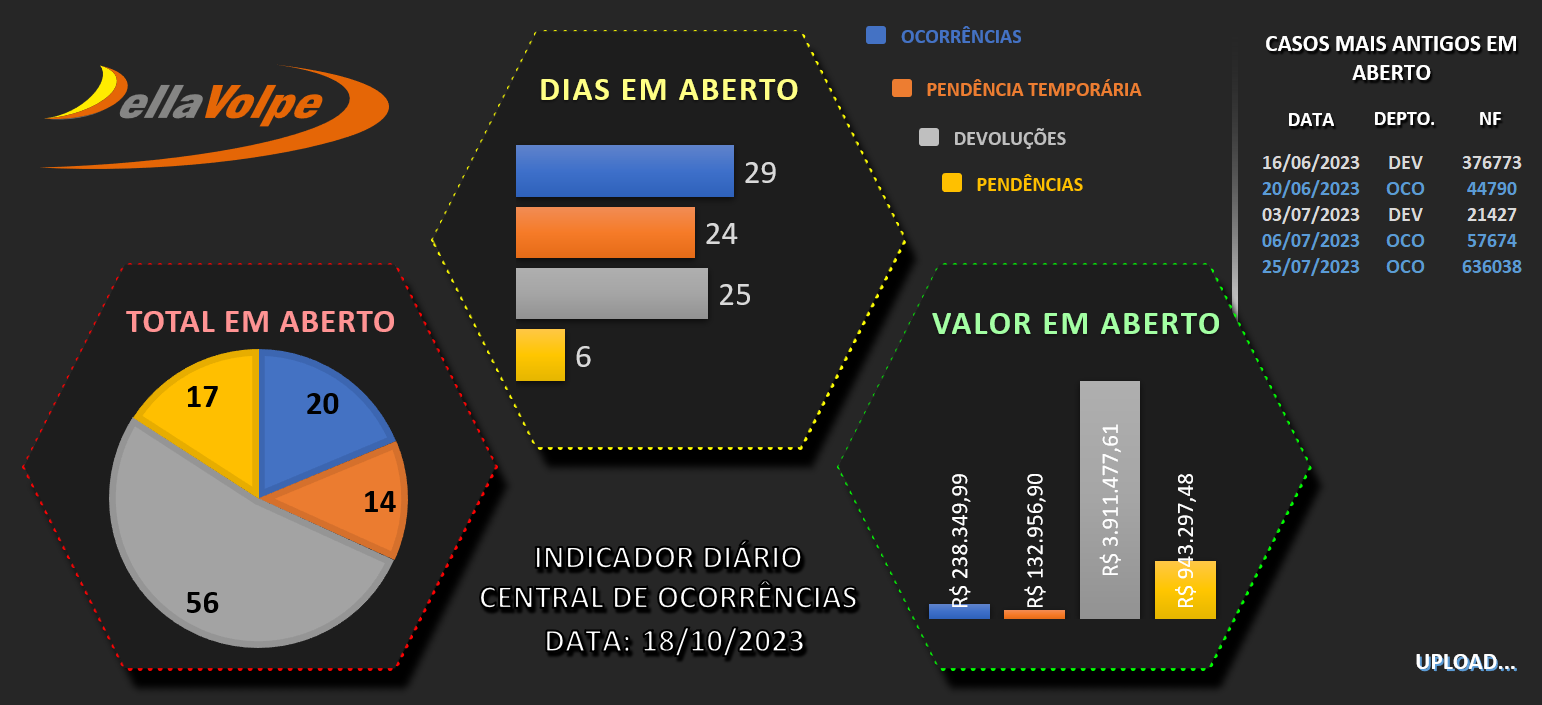 ellaVolpe
DIAS EM ABERTO
29
24
25
6
OCORRÊNCIAS
PENDÊNCIA TEMPORÁRIA
DEVOLUÇÕES
PENDÊNCIAS
CASOS MAIS ANTIGOS EM
ABERTO
DATA DEPTO. NF
16/06/2023 DEV 376773
20/06/2023 OCO 44790
03/07/2023 DEV 21427
06/07/2023 OCO 57674
25/07/2023 OCO 636038
TOTAL EM ABERTO
17
20
14
56
INDICADOR DIÁRIO
CENTRAL DE OCORRÊNCIAS
DATA: 18/10/2023
VALOR EM ABERTO
R$ 238.349,99
R$ 132.956,90
R$ 3.911.477,61
R$ 943.297,48
UPLOAD...